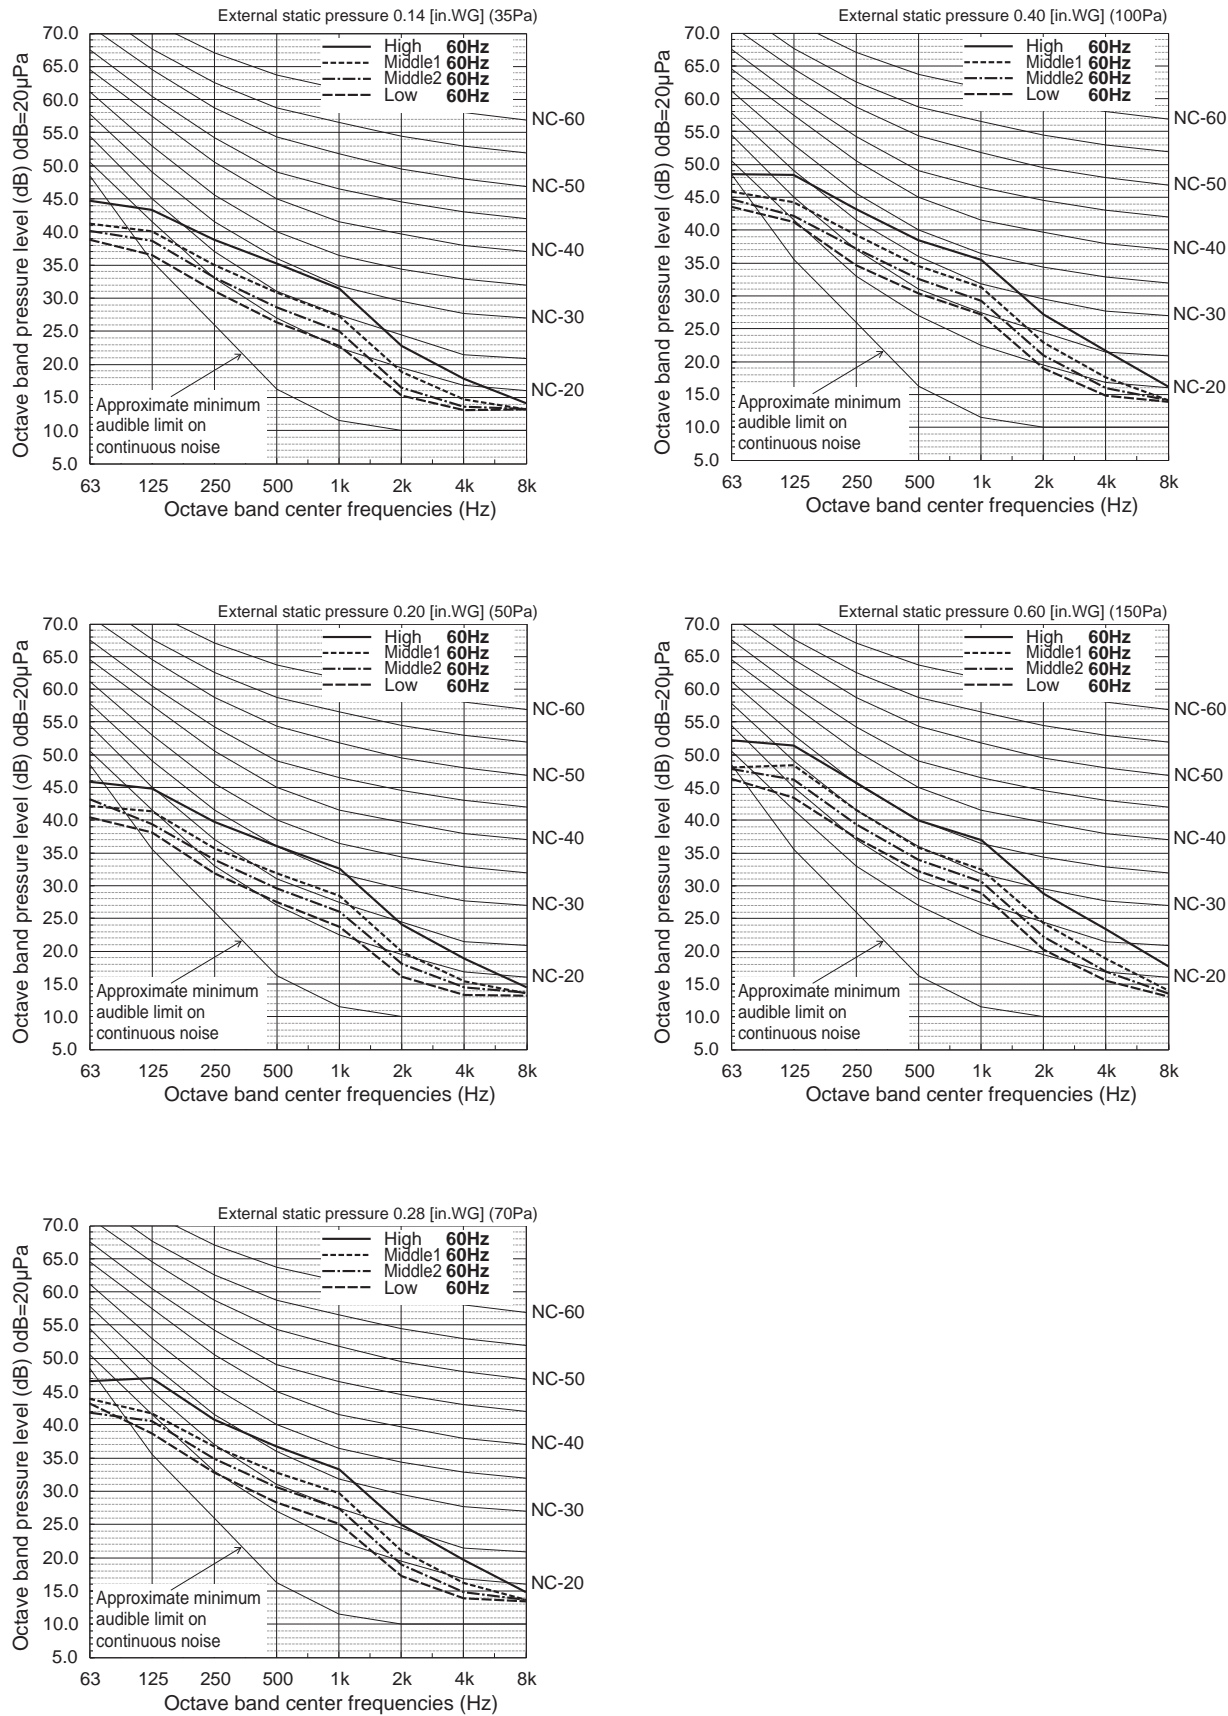 External static pressure 0.14 [in.WG] (35Pa)
Octave band pressure level (dB) 0dB=20µPa
70.0
65.0
60.0
55.0
50.0
45.0
40.0
35.0
30.0
25.0
20.0
15.0
10.0
5.0
High 60Hz
Middle1 60Hz
Middle2 60Hz
Low 60Hz
NC-60
NC-50
NC-40
NC-30
NC-20
Approximate minimum
audible limit on
continuous noise
63 125 250 500 1k 2k 4k 8k
Octave band center frequencies (Hz)
External static pressure 0.40 [in.WG] (100Pa)
Octave band pressure level (dB) 0dB=20µPa
70.0
65.0
60.0
55.0
50.0
45.0
40.0
35.0
30.0
25.0
20.0
15.0
10.0
5.0
High 60Hz
Middle1 60Hz
Middle2 60Hz
Low 60Hz
NC-60
NC-50
NC-40
NC-30
NC-20
Approximate minimum
audible limit on
continuous noise
63 125 250 500 1k 2k 4k 8k
Octave band center frequencies (Hz)
External static pressure 0.20 [in.WG] (50Pa)
Octave band pressure level (dB) 0dB=20µPa
70.0
65.0
60.0
55.0
50.0
45.0
40.0
35.0
30.0
25.0
20.0
15.0
10.0
5.0
High 60Hz
Middle1 60Hz
Middle2 60Hz
Low 60Hz
NC-60
NC-50
NC-40
NC-30
NC-20
Approximate minimum
audible limit on
continuous noise
63 125 250 500 1k 2k 4k 8k
Octave band center frequencies (Hz)
External static pressure 0.60 [in.WG] (150Pa)
Octave band pressure level (dB) 0dB=20µPa
70.0
65.0
60.0
55.0
50.0
45.0
40.0
35.0
30.0
25.0
20.0
15.0
10.0
5.0
High 60Hz
Middle1 60Hz
Middle2 60Hz
Low 60Hz
NC-60
NC-50
NC-40
NC-30
NC-20
Approximate minimum
audible limit on
continuous noise
63 125 250 500 1k 2k 4k 8k
Octave band center frequencies (Hz)
External static pressure 0.28 [in.WG] (70Pa)
Octave band pressure level (dB) 0dB=20µPa
70.0
65.0
60.0
55.0
50.0
45.0
40.0
35.0
30.0
25.0
20.0
15.0
10.0
5.0
High 60Hz
Middle1 60Hz
Middle2 60Hz
Low 60Hz
NC-60
NC-50
NC-40
NC-30
NC-20
Approximate minimum
audible limit on
continuous noise
63 125 250 500 1k 2k 4k 8k
Octave band center frequencies (Hz)